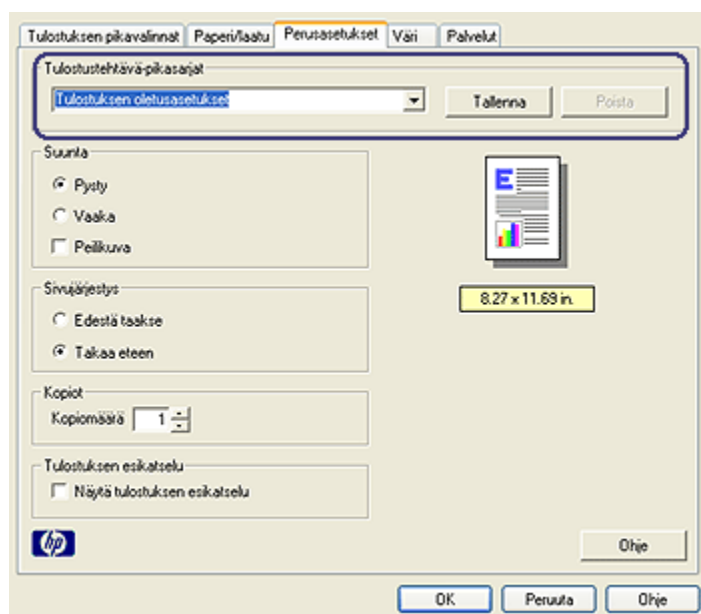 Tulostuksen pikavalinnat Paperi/laatu Perusasetukset Väri Palvelut
Tulostustehtävä-pikasarjat
Tulostuksen oletusasetukset Tallenna Poista
Suunta
Pysty
Vaaka
Peilikuva
E
8.27 x 11.69 in.
Sivujärjestys
Edestä taakse
Takaa eteen
Kopiot
Kopiomäärä 1
Tulostuksen esikatselu
Näytä tulostuksen esikatselu
hp Ohje
OK Peruuta Ohje